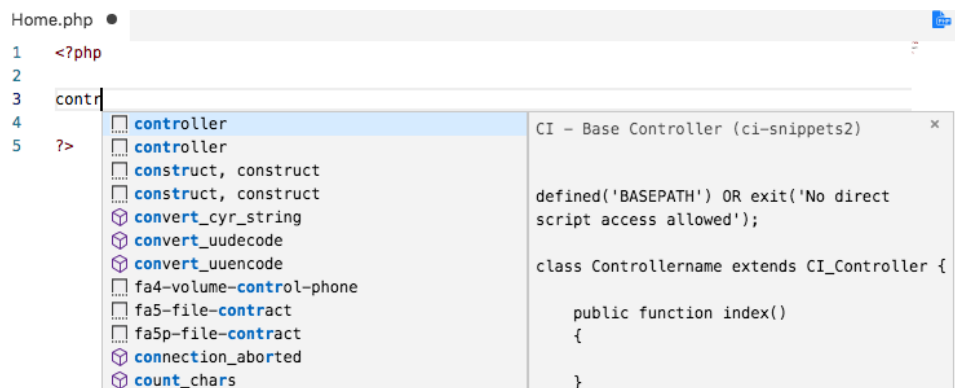 Home.php
1 <?php
2
3 contr
4
5 ?>
controller
controller
construct, construct
construct, construct
convert_cyr_string
convert_uudecode
convert_uuencode
fa4-volume-control-phone
fa5-file-contract
fa5p-file-contract
connection_aborted
count_chars
CI – Base Controller (ci-snippets2) ×
defined('BASEPATH') OR exit('No direct
script access allowed');
class Controllername extends CI_Controller {
public function index()
{
}